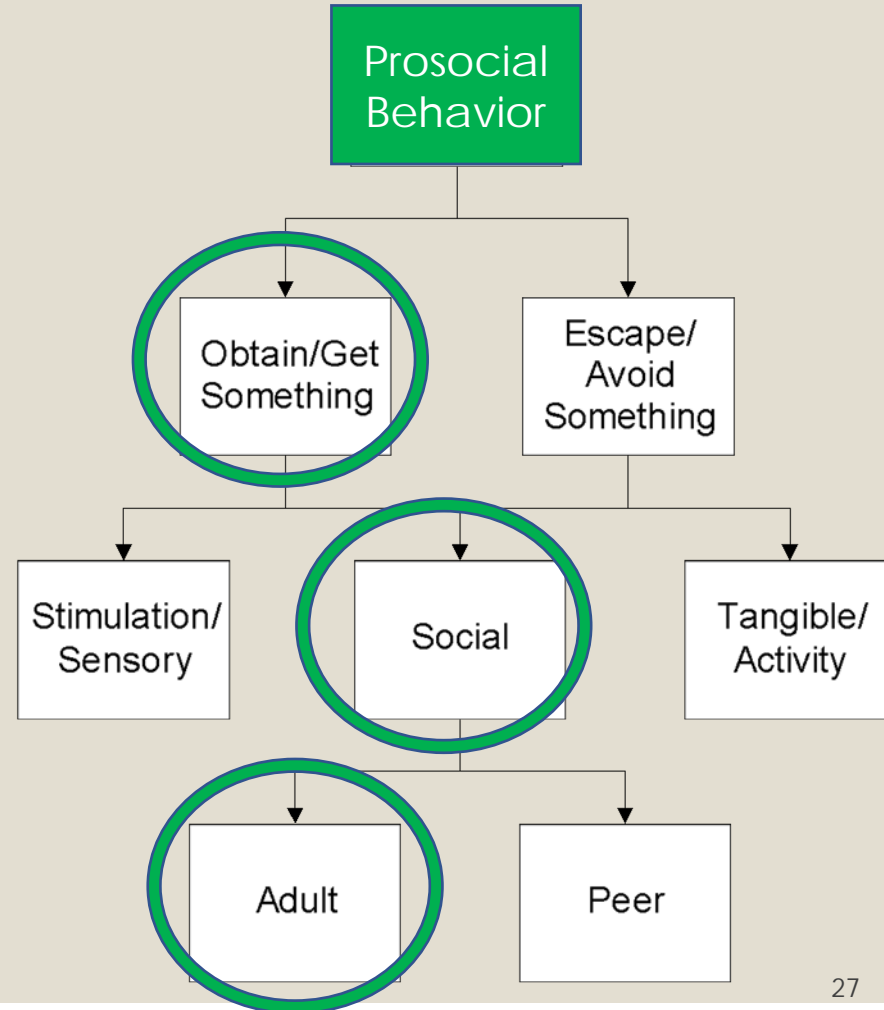 Prosocial
Behavior
Obtain/Get
Something
Escape/
Avoid
Something
Stimulation/
Sensory
Social
Tangible/
Activity
Adult
Peer
27